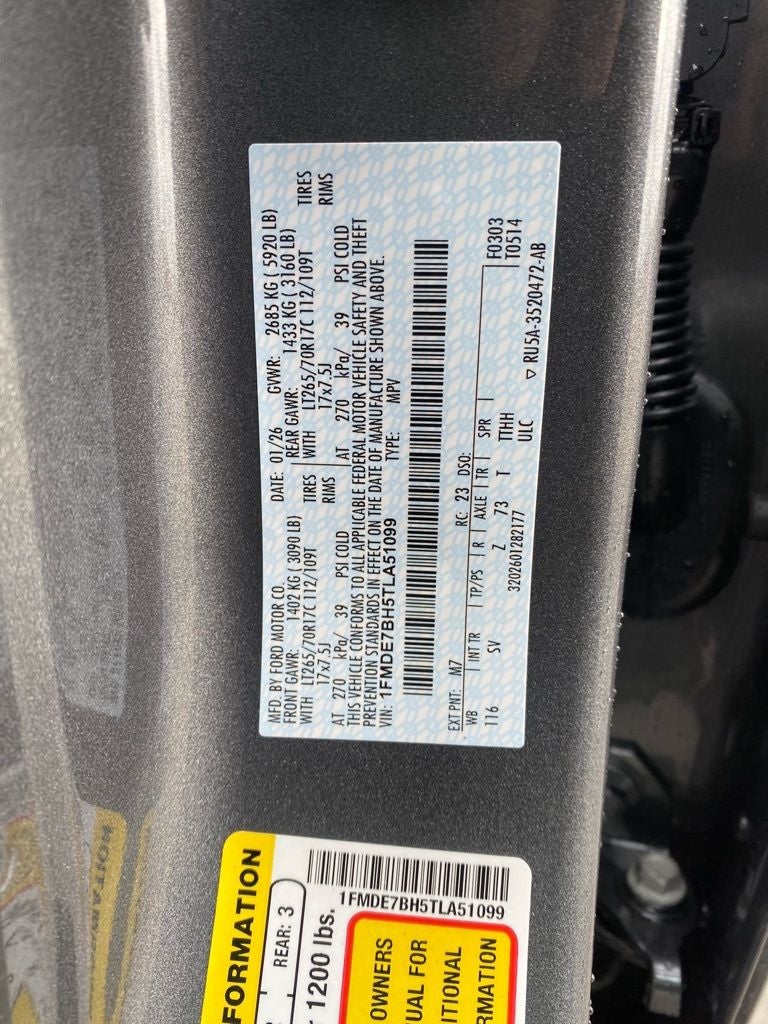 MFD. BY FORD MOTOR CO. DATE: 01/26 GVWR: 2685 KG ( 5920 LB)
FRONT GAWR: 1402 KG ( 3090 LB) REAR GAWR: 1433 KG ( 3160 LB)
WITH LT265/70R17C 112/109T TIRES WITH LT265/70R17C 112/109T TIRES
17x7.5J RIMS 17x7.5J RIMS
AT 270 kPa/ 39 PSI COLD AT 270 kPa/ 39 PSI COLD
THIS VEHICLE CONFORMS TO ALL APPLICABLE FEDERAL MOTOR VEHICLE SAFETY AND THEFT
PREVENTION STANDARDS IN EFFECT ON THE DATE OF MANUFACTURE SHOWN ABOVE.
VIN: 1FMDE7BH5TLA51099 TYPE: MPV
EXT PNT: M7 RC: 23 DSO: F0303
WB INT TR TP/PS R AXLE TR SPR T0514
116 SV Z 73 T TTHH
3202601282177 ULC ▽ RU5A-3520472-AB
FORMATION
REAR: 3
1200 lbs.
1FMDE7BH5TLA51099
OWNERS
UAL FOR
ITIONAL
RMATION